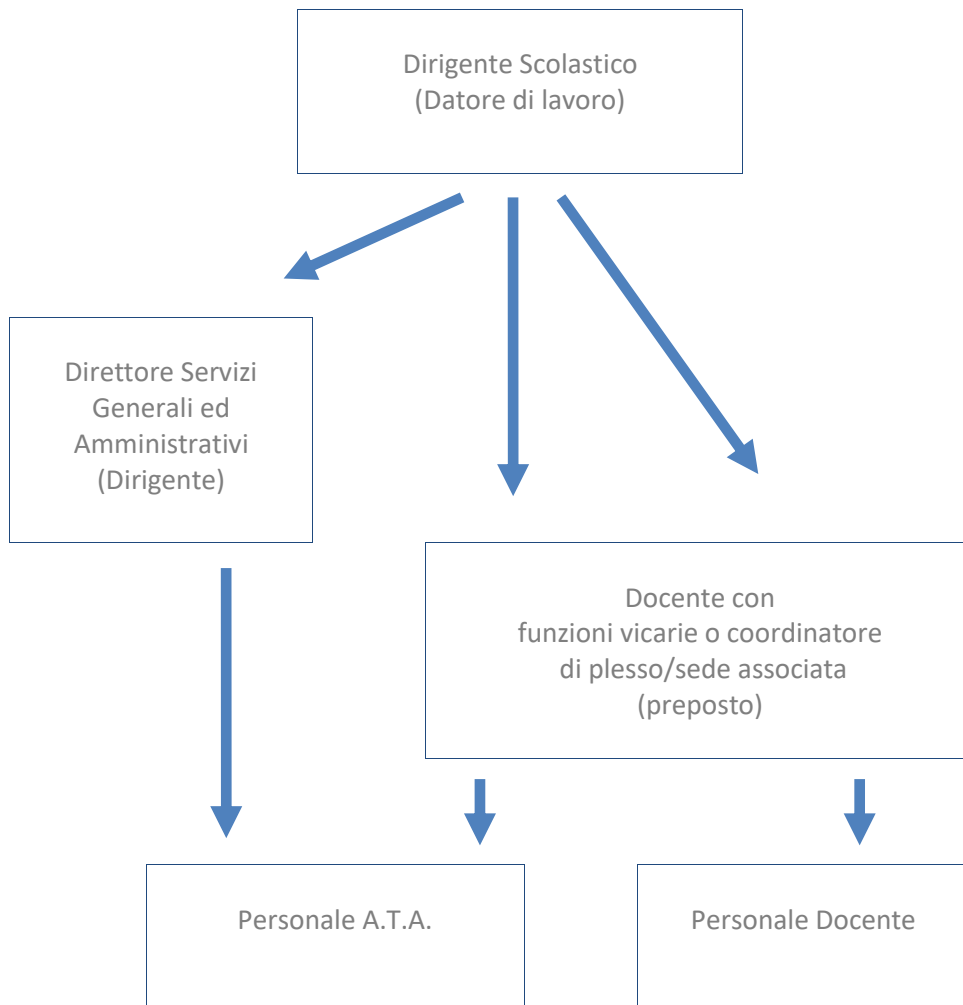 Dirigente Scolastico
(Datore di lavoro)
Direttore Servizi
Generali ed
Amministrativi
(Dirigente)
Docente con
funzioni vicarie o coordinatore
di plesso/sede associata
(preposto)
Personale A.T.A.
Personale Docente